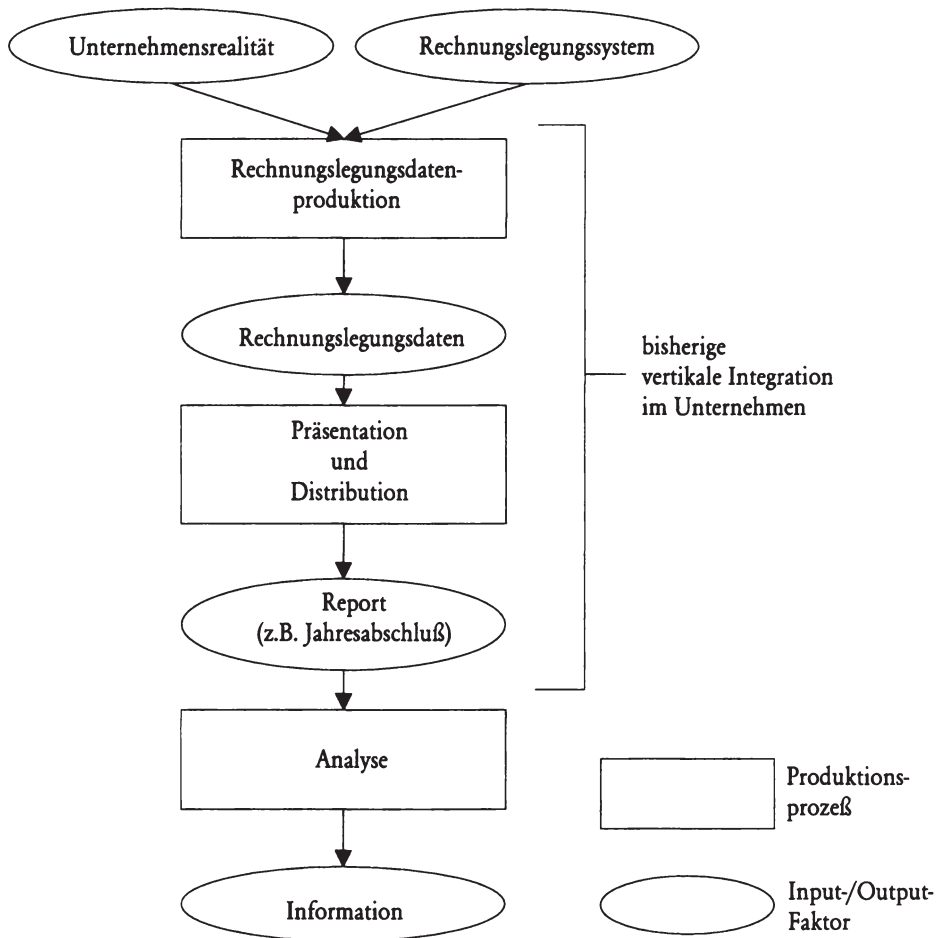 Unternehmensrealität
Rechnungslegungssystem
Rechnungslegungsdaten-
produktion
Rechnungslegungsdaten
bisherige
vertikale Integration
im Unternehmen
Präsentation
und
Distribution
Report
(z.B. Jahresabschluß)
Analyse
Produktions-
prozeß
Information
Input-/Output-
Faktor